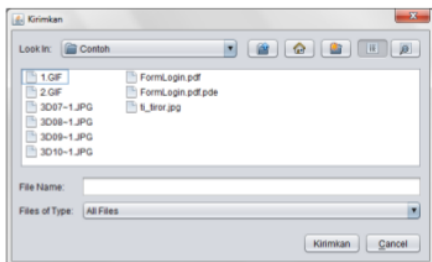 Kirimkan
Look In: Contoh
1.GIF
2.GIF
3D07~1.JPG
3D08~1.JPG
3D09~1.JPG
3D10~1.JPG
FormLogin.pdf
FormLogin.pdf.pde
ti_tiror.jpg
File Name:
Files of Type: All Files
Kirimkan Cancel